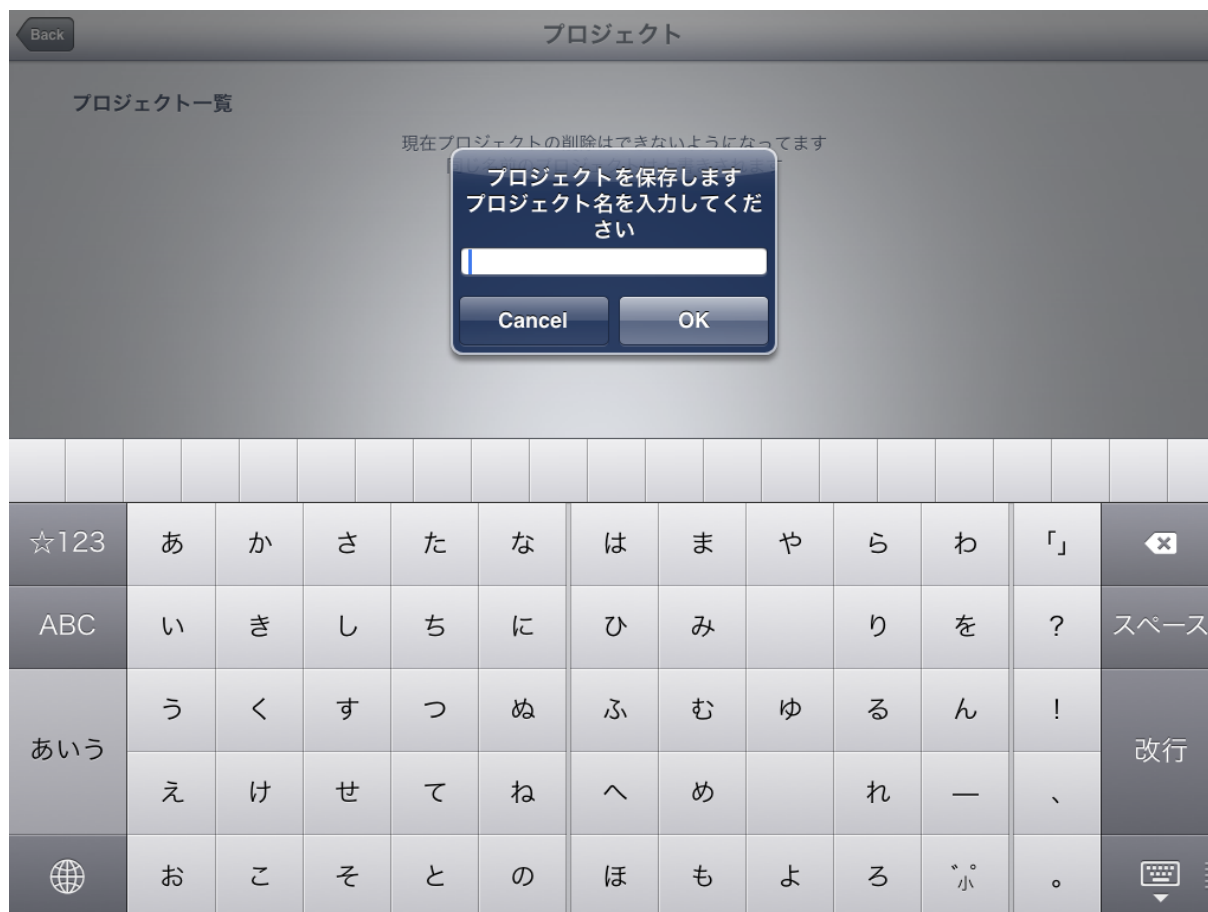 Back
プロジェクト
プロジェクト一覧
現在プロジェクトの削除はできないようになってます
プロジェクトを保存します
プロジェクト名を入力してくだ
さい
Cancel
OK
☆123 あ か さ た な は ま や ら わ 「」
ABC い き し ち に ひ み り を ? スペース
う く す つ ぬ ふ む ゆ る ん !
あいう 改行
え け せ て ね へ め れ ー 、
お こ そ と の ほ も よ ろ ゛゜小 。